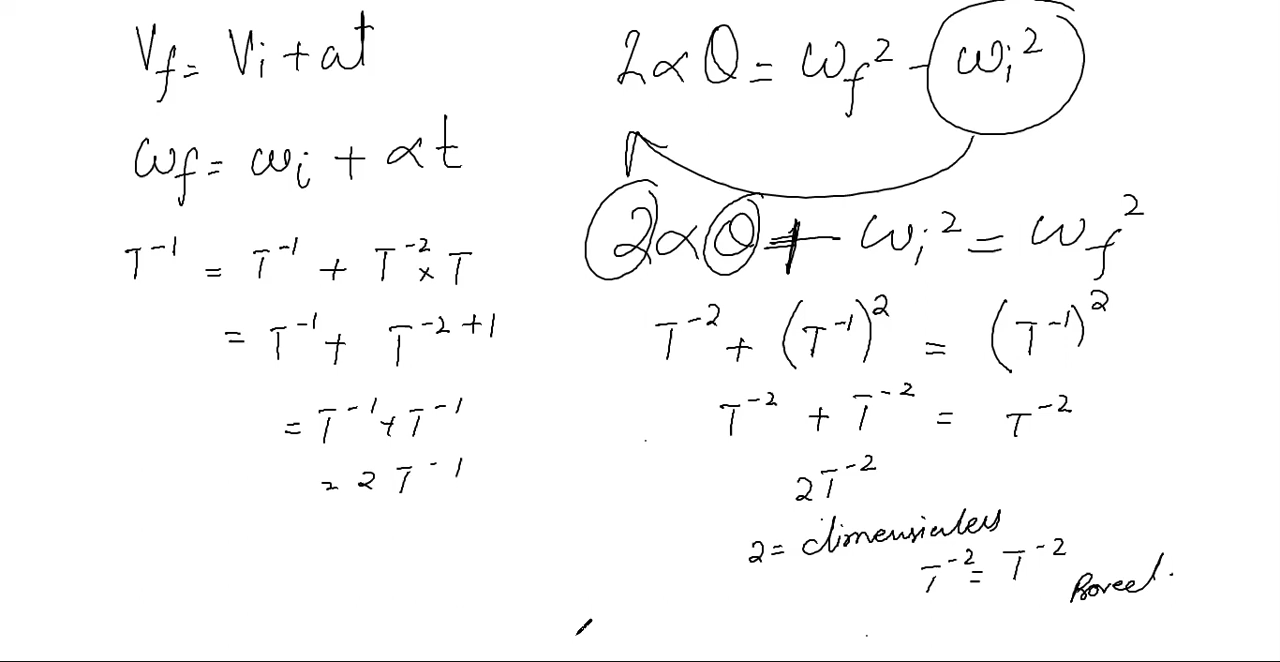 Vf = Vi + at
ωf = ωi + αt
T⁻¹ = T⁻¹ + T⁻² × T
= T⁻¹ + T⁻²⁺¹
= T⁻¹ + T⁻¹
= 2T⁻¹
2αθ = ωf² - ωi²
2αθ + ωi² = ωf²
T⁻² + (T⁻¹)² = (T⁻¹)²
T⁻² + T⁻² = T⁻²
2T⁻²
2 = dimensionless
T⁻² = T⁻²
Proved.